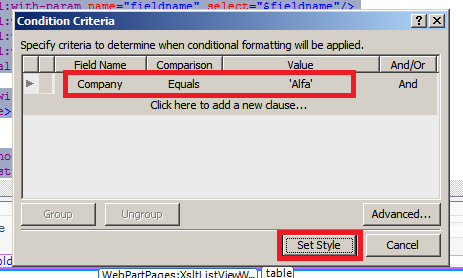 l:with-param name="fieldname" select="$fieldname"/>
Condition Criteria
Specify criteria to determine when conditional formatting will be applied.
Field Name Comparison Value And/Or
Company Equals 'Alfa' And
Click here to add a new clause...
Group Ungroup Advanced...
Set Style Cancel
WebPartPages:XsltListViewW... table